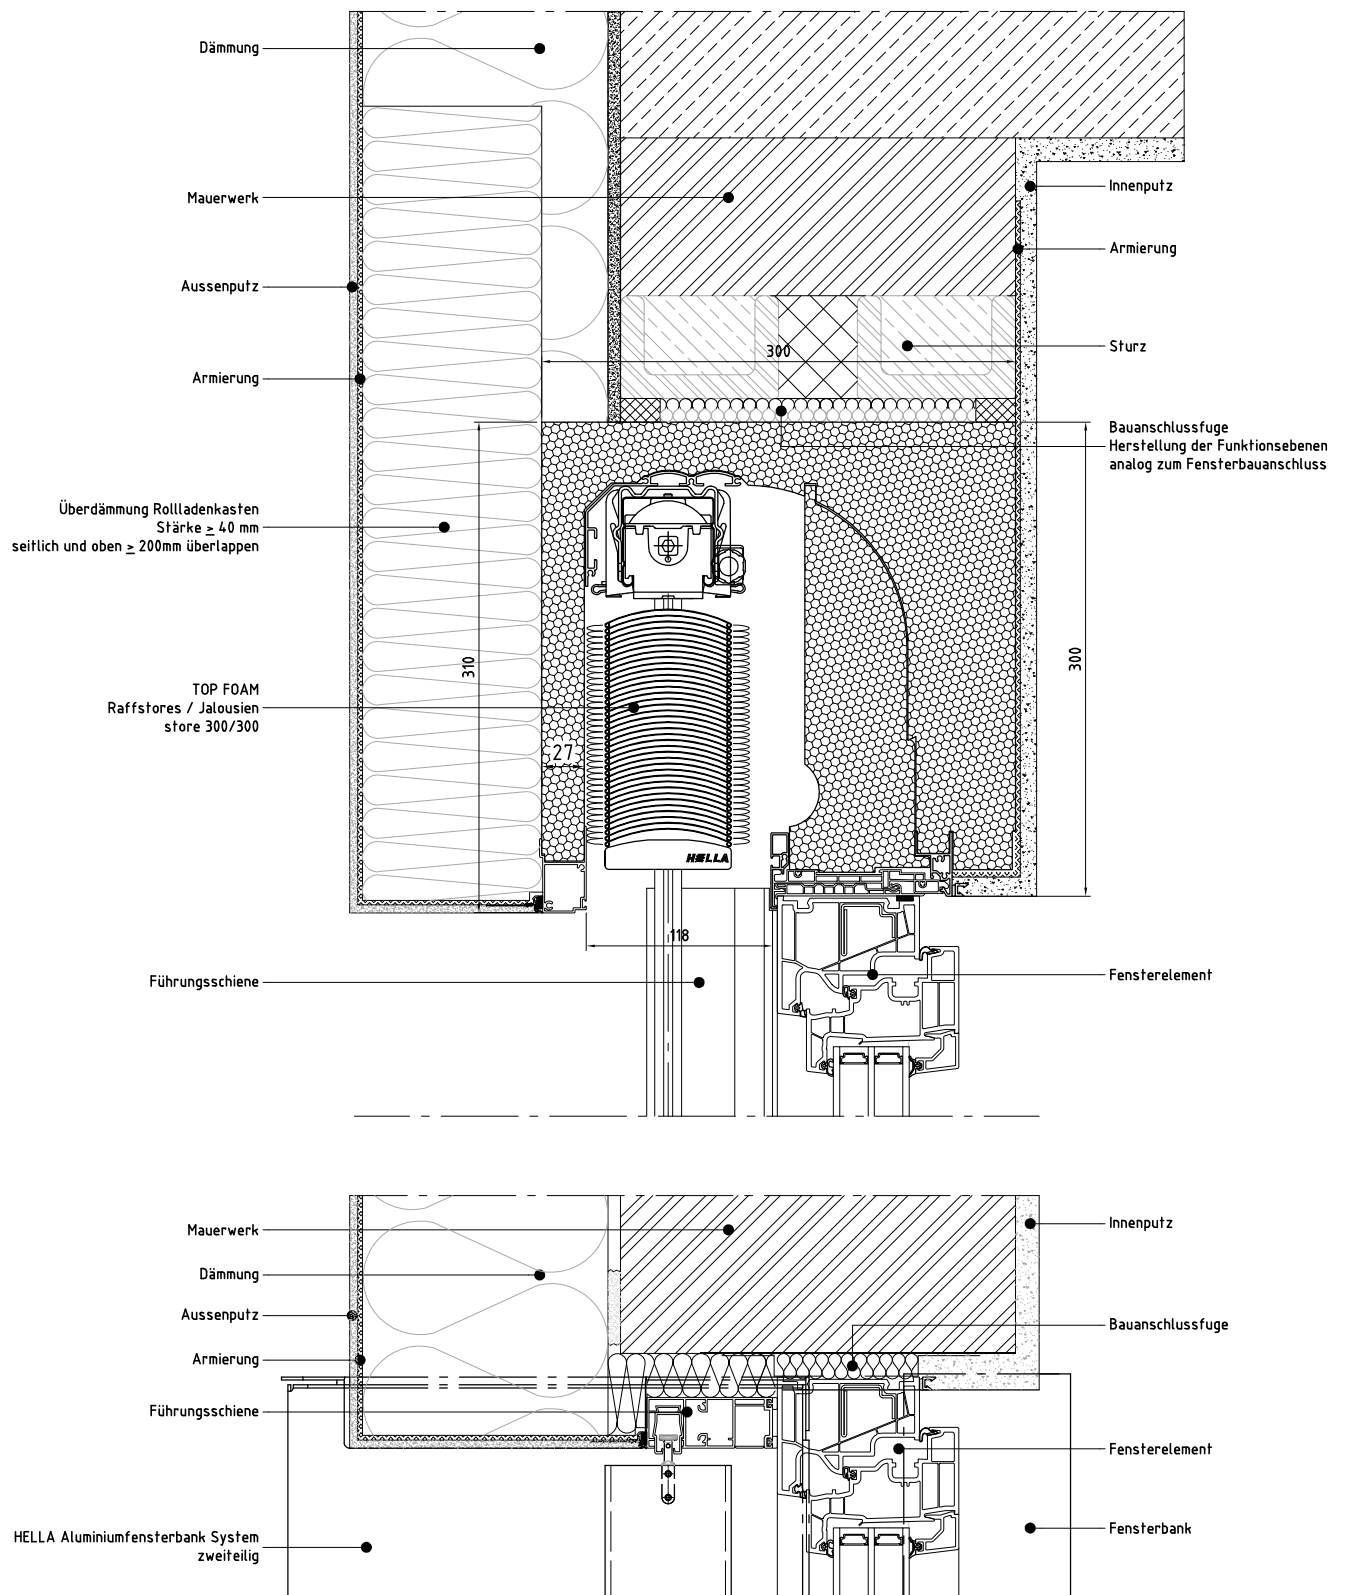 Dämmung
Mauerwerk
Innenputz
Armierung
Aussenputz
Sturz
300
Armierung
Bauanschlussfuge
Herstellung der Funktionsebenen
analog zum Fensterbauanschluss
Überdämmung Rollladenkasten
Stärke ≥ 40 mm
seitlich und oben ≥ 200mm überlappen
310
300
TOP FOAM
Raffstores / Jalousien
store 300/300
27
HELLA
118
Führungsschiene
Fensterelement
Mauerwerk
Innenputz
Dämmung
Aussenputz
Bauanschlussfuge
Armierung
Führungsschiene
Fensterelement
HELLA Aluminiumfensterbank System
zweiteilig
Fensterbank